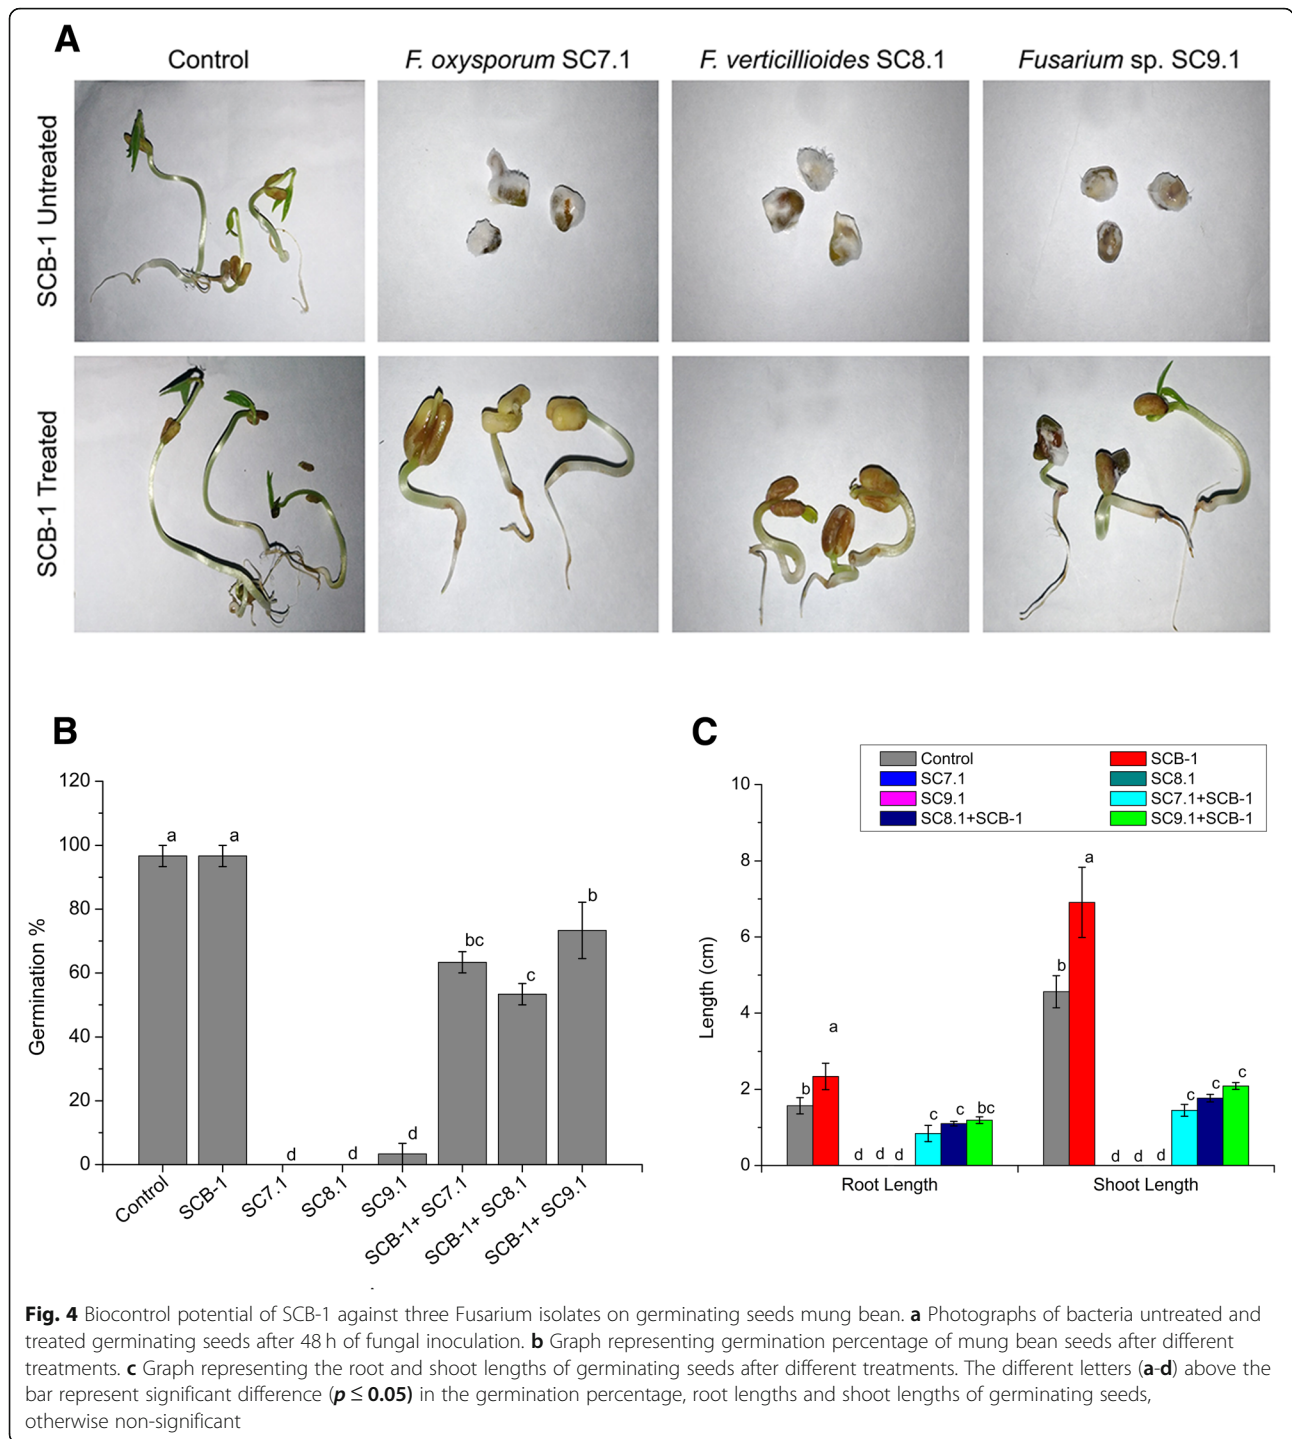 A
Control
F. oxysporum SC7.1
F. verticillioides SC8.1
Fusarium sp. SC9.1
SCB-1 Untreated
SCB-1 Treated
B
Germination %
120
100
80
60
40
20
0
a
a
d
d
d
bc
c
b
Control
SCB-1
SC7.1
SC8.1
SC9.1
SCB-1+ SC7.1
SCB-1+ SC8.1
SCB-1+ SC9.1
C
Control
SCB-1
SC7.1
SC8.1
SC9.1
SC7.1+SCB-1
SC8.1+SCB-1
SC9.1+SCB-1
Length (cm)
10
8
6
4
2
0
b
a
d
d
d
c
c
bc
b
a
d
d
d
c
c
c
Root Length
Shoot Length
Fig. 4 Biocontrol potential of SCB-1 against three Fusarium isolates on germinating seeds mung bean. a Photographs of bacteria untreated and
treated germinating seeds after 48 h of fungal inoculation. b Graph representing germination percentage of mung bean seeds after different
treatments. c Graph representing the root and shoot lengths of germinating seeds after different treatments. The different letters (a-d) above the
bar represent significant difference (p ≤ 0.05) in the germination percentage, root lengths and shoot lengths of germinating seeds,
otherwise non-significant